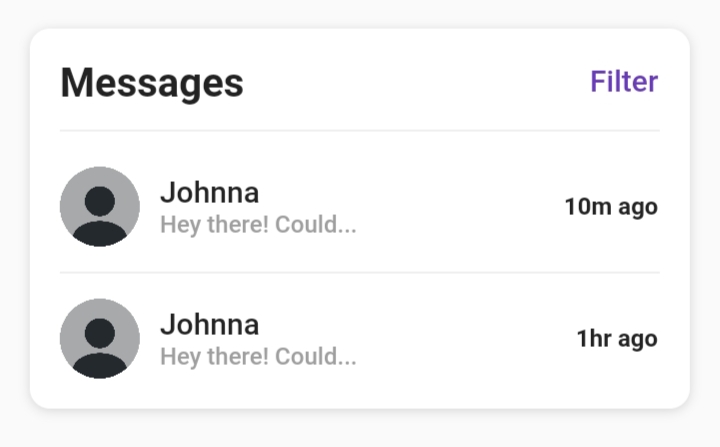 Messages
Filter
Johnna
Hey there! Could...
10m ago
Johnna
Hey there! Could...
1hr ago